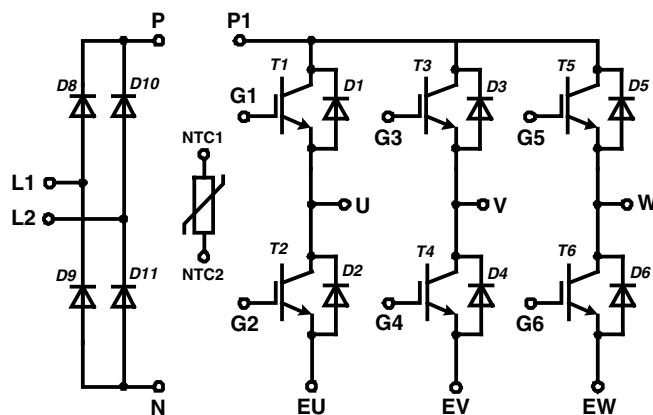 P P1
D8 D10 T1 D1 T3 D3 T5 D5
G1 G3 G5
NTC1
L1
L2 U V W
D9 D11 NTC2 T2 D2 T4 D4 T6 D6
G2 G4 G6
N EU EV EW